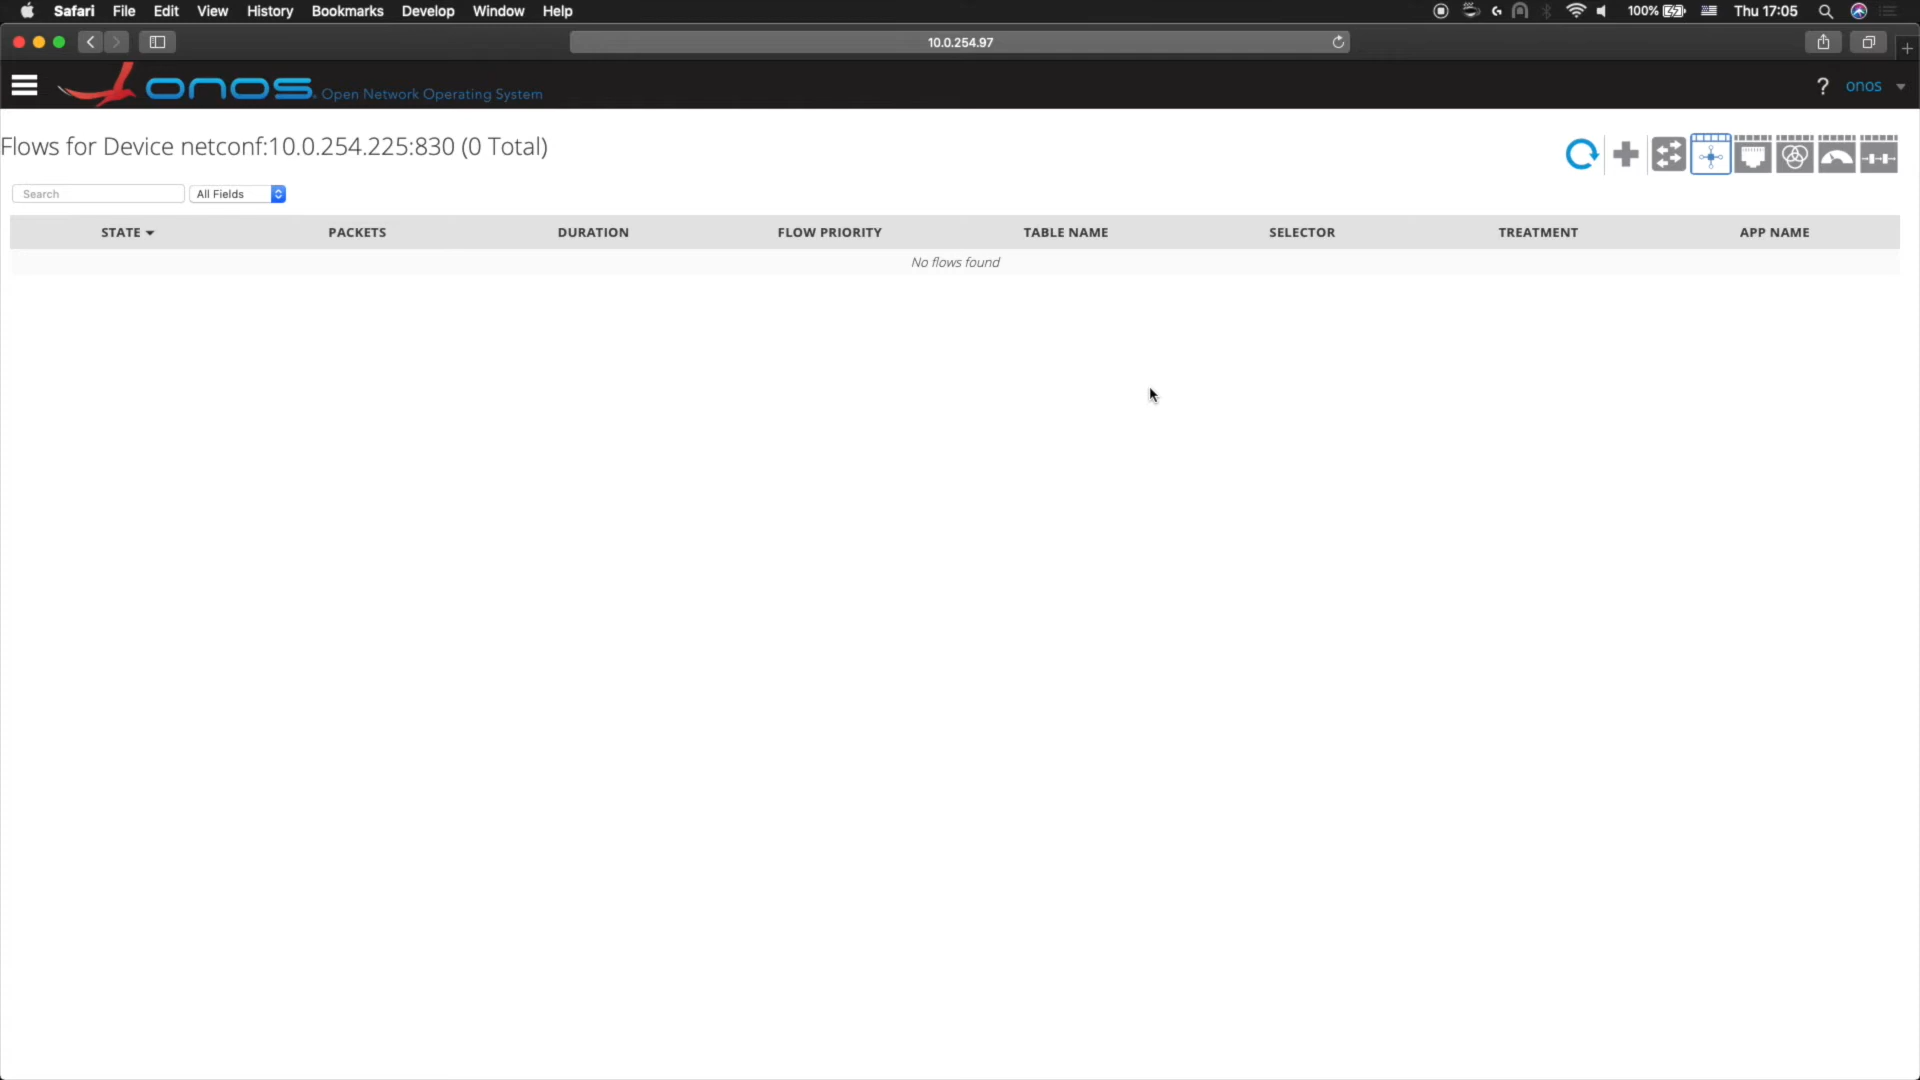 Safari File Edit View History Bookmarks Develop Window Help 100% Thu 17:05
10.0.254.97
onos Open Network Operating System ? onos
Flows for Device netconf:10.0.254.225:830 (0 Total)
Search All Fields
STATE PACKETS DURATION FLOW PRIORITY TABLE NAME SELECTOR TREATMENT APP NAME
No flows found